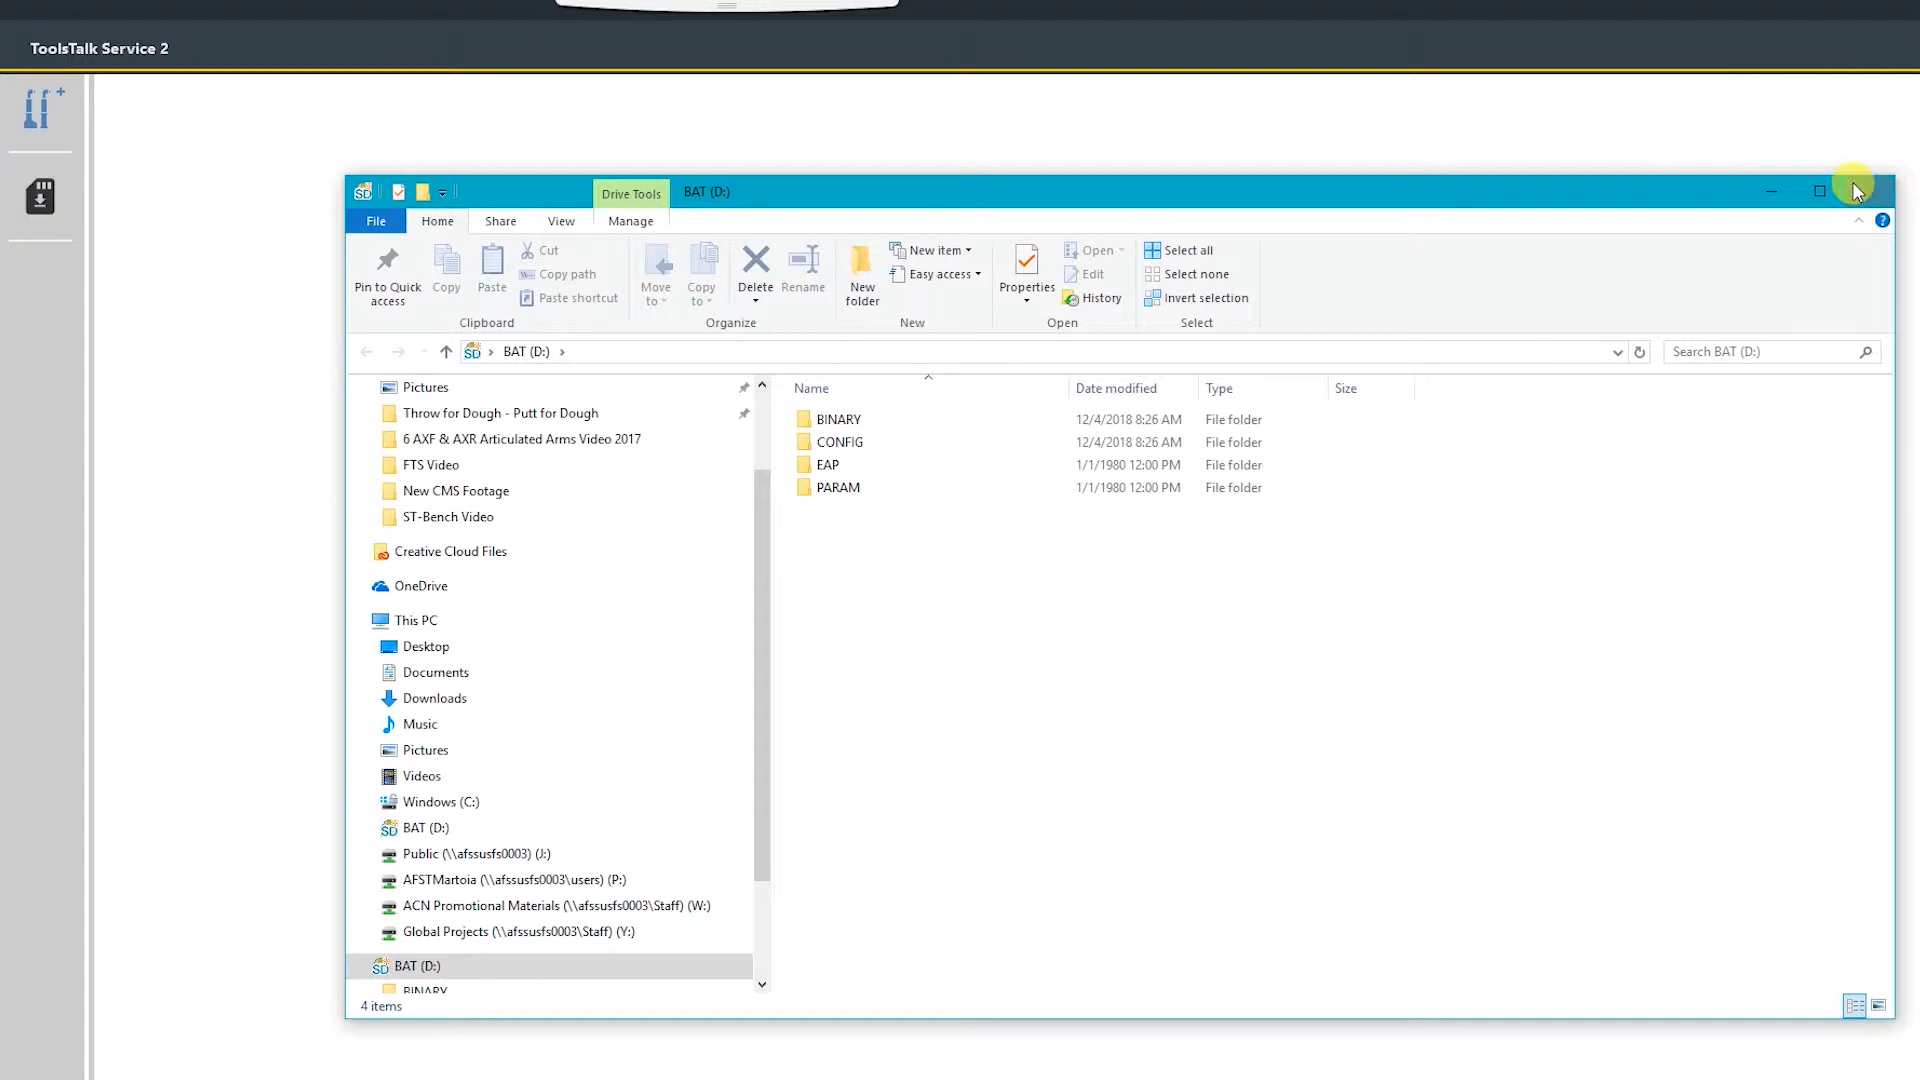 ToolsTalk Service 2
SD
Drive Tools
BAT (D:)
File
Home
Share
View
Manage
Pin to Quick
access
Copy
Paste
Cut
Copy path
Paste shortcut
Clipboard
Move
to
Copy
to
Delete
Rename
Organize
New
folder
New item
Easy access
New
Properties
Open
Edit
History
Open
Select all
Select none
Invert selection
Select
SD
BAT (D:)
Search BAT (D:)
Pictures
Throw for Dough - Putt for Dough
6 AXF & AXR Articulated Arms Video 2017
FTS Video
New CMS Footage
ST-Bench Video
Creative Cloud Files
OneDrive
This PC
Desktop
Documents
Downloads
Music
Pictures
Videos
Windows (C:)
SD BAT (D:)
Public (\\afssusfs0003) (J:)
AFSTMartoia (\\afssusfs0003\users) (P:)
ACN Promotional Materials (\\afssusfs0003\Staff) (W:)
Global Projects (\\afssusfs0003\Staff) (Y:)
SD BAT (D:)
BINARY
Name Date modified Type Size
BINARY 12/4/2018 8:26 AM File folder
CONFIG 12/4/2018 8:26 AM File folder
EAP 1/1/1980 12:00 PM File folder
PARAM 1/1/1980 12:00 PM File folder
4 items